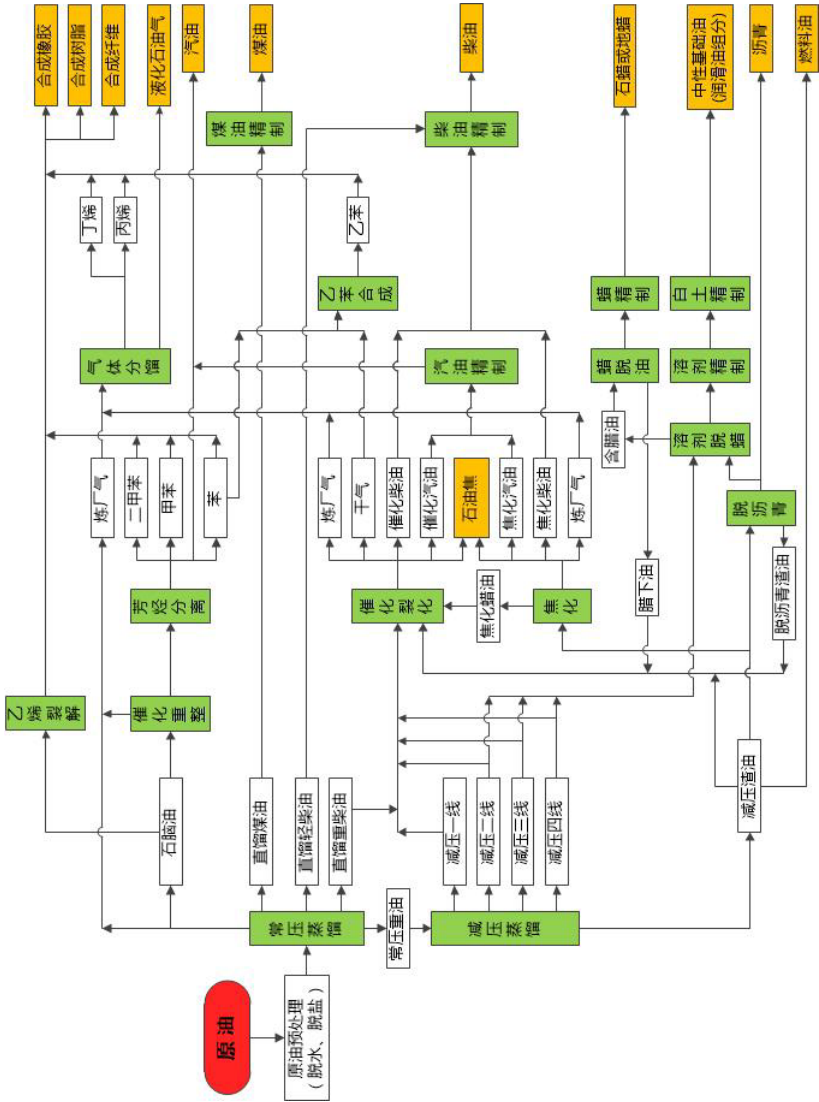 原油
原油预处理
（脱水、脱盐）
常压蒸馏
常压重油
减压蒸馏
石脑油
直馏煤油
直馏轻柴油
直馏重柴油
减压一线
减压二线
减压三线
减压四线
减压渣油
乙烯裂解
催化重整
芳烃分离
催化裂化
焦化蜡油
焦化
腊下油
脱沥青渣油
炼厂气
二甲苯
甲苯
苯
炼厂气
干气
催化柴油
催化汽油
石油焦
焦化汽油
焦化柴油
炼厂气
脱沥青
含腊油
溶剂脱蜡
气体分馏
汽油精制
蜡脱油
溶剂精制
乙苯合成
蜡精制
白土精制
丁烯
丙烯
乙苯
煤油精制
柴油精制
合成橡胶
合成树脂
合成纤维
液化石油气
汽油
煤油
柴油
石蜡或地蜡
中性基础油
(润滑油组分)
沥青
燃料油